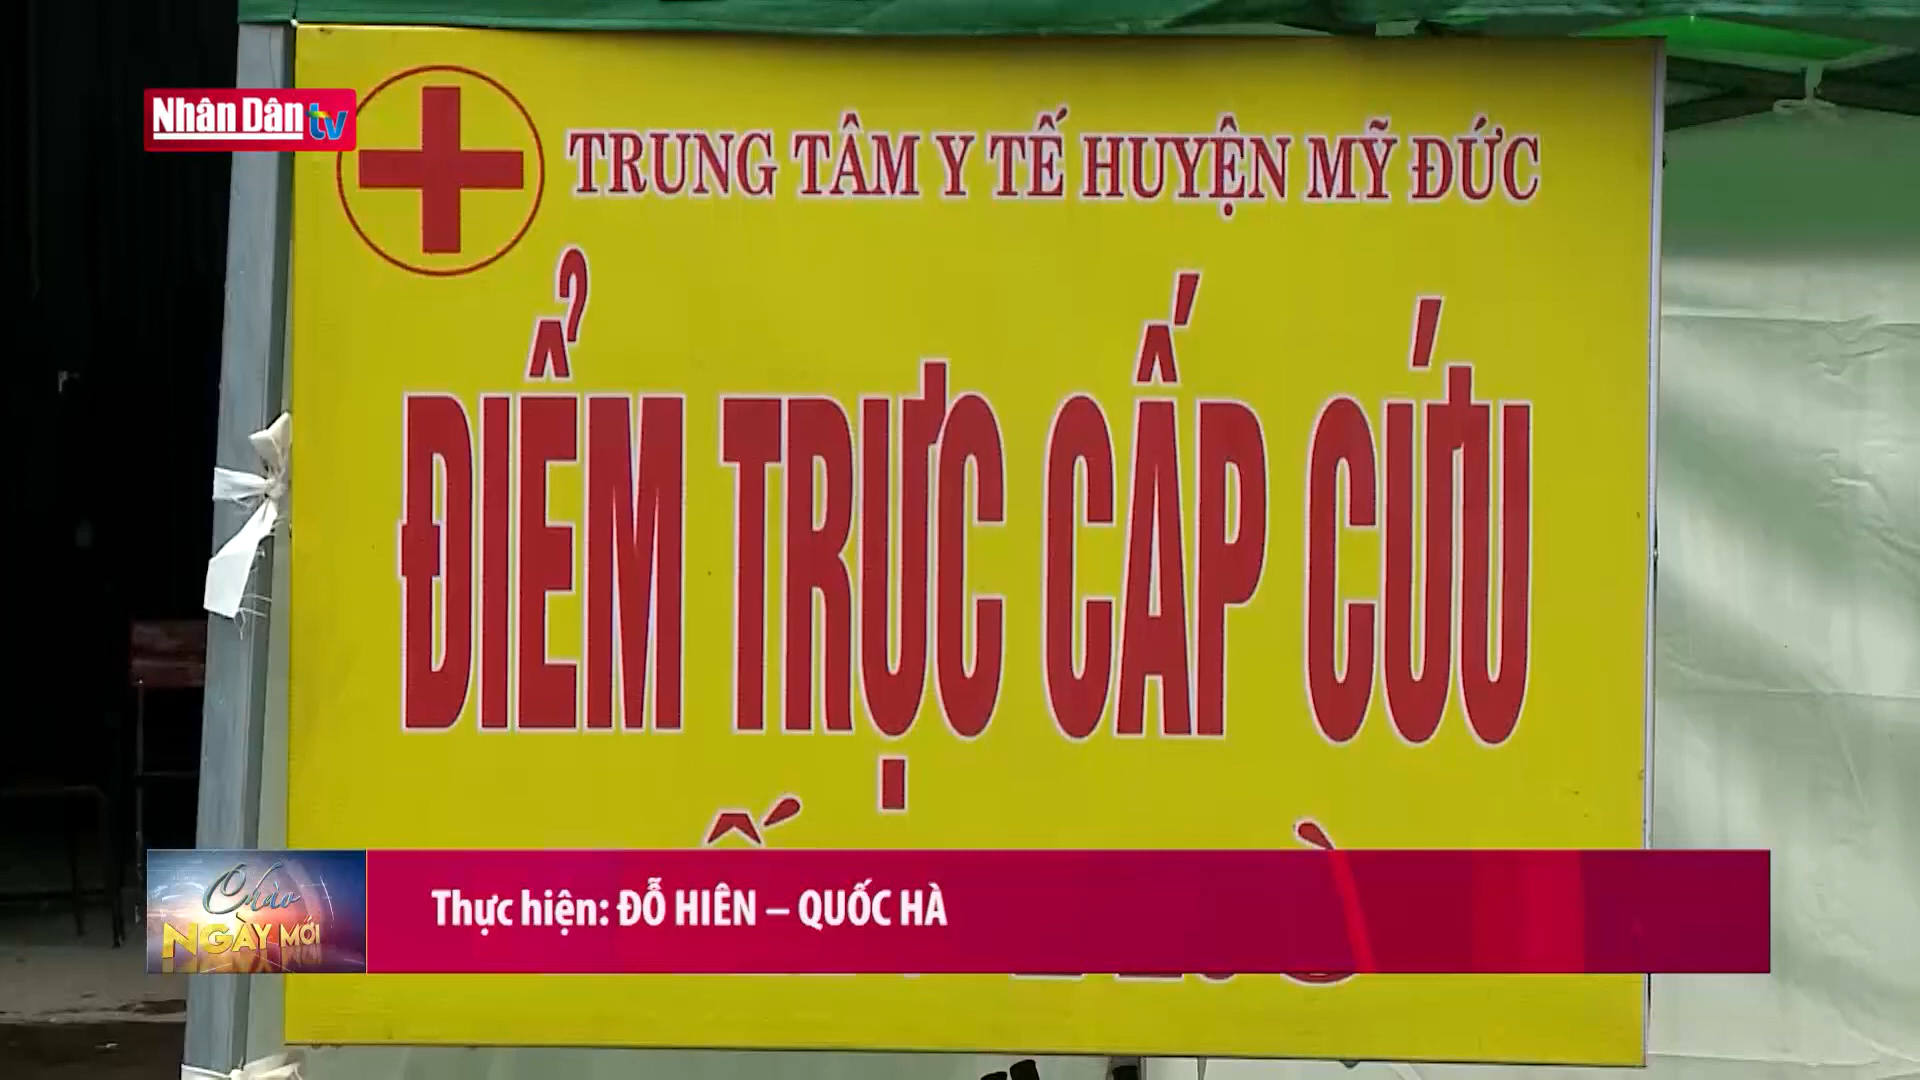 Nhân Dân tv
TRUNG TÂM Y TẾ HUYỆN MỸ ĐỨC
ĐIỂM TRỰC CẤP CỨU
Chào
NGÀY MỚI
Thực hiện: ĐỖ HIÊN – QUỐC HÀ